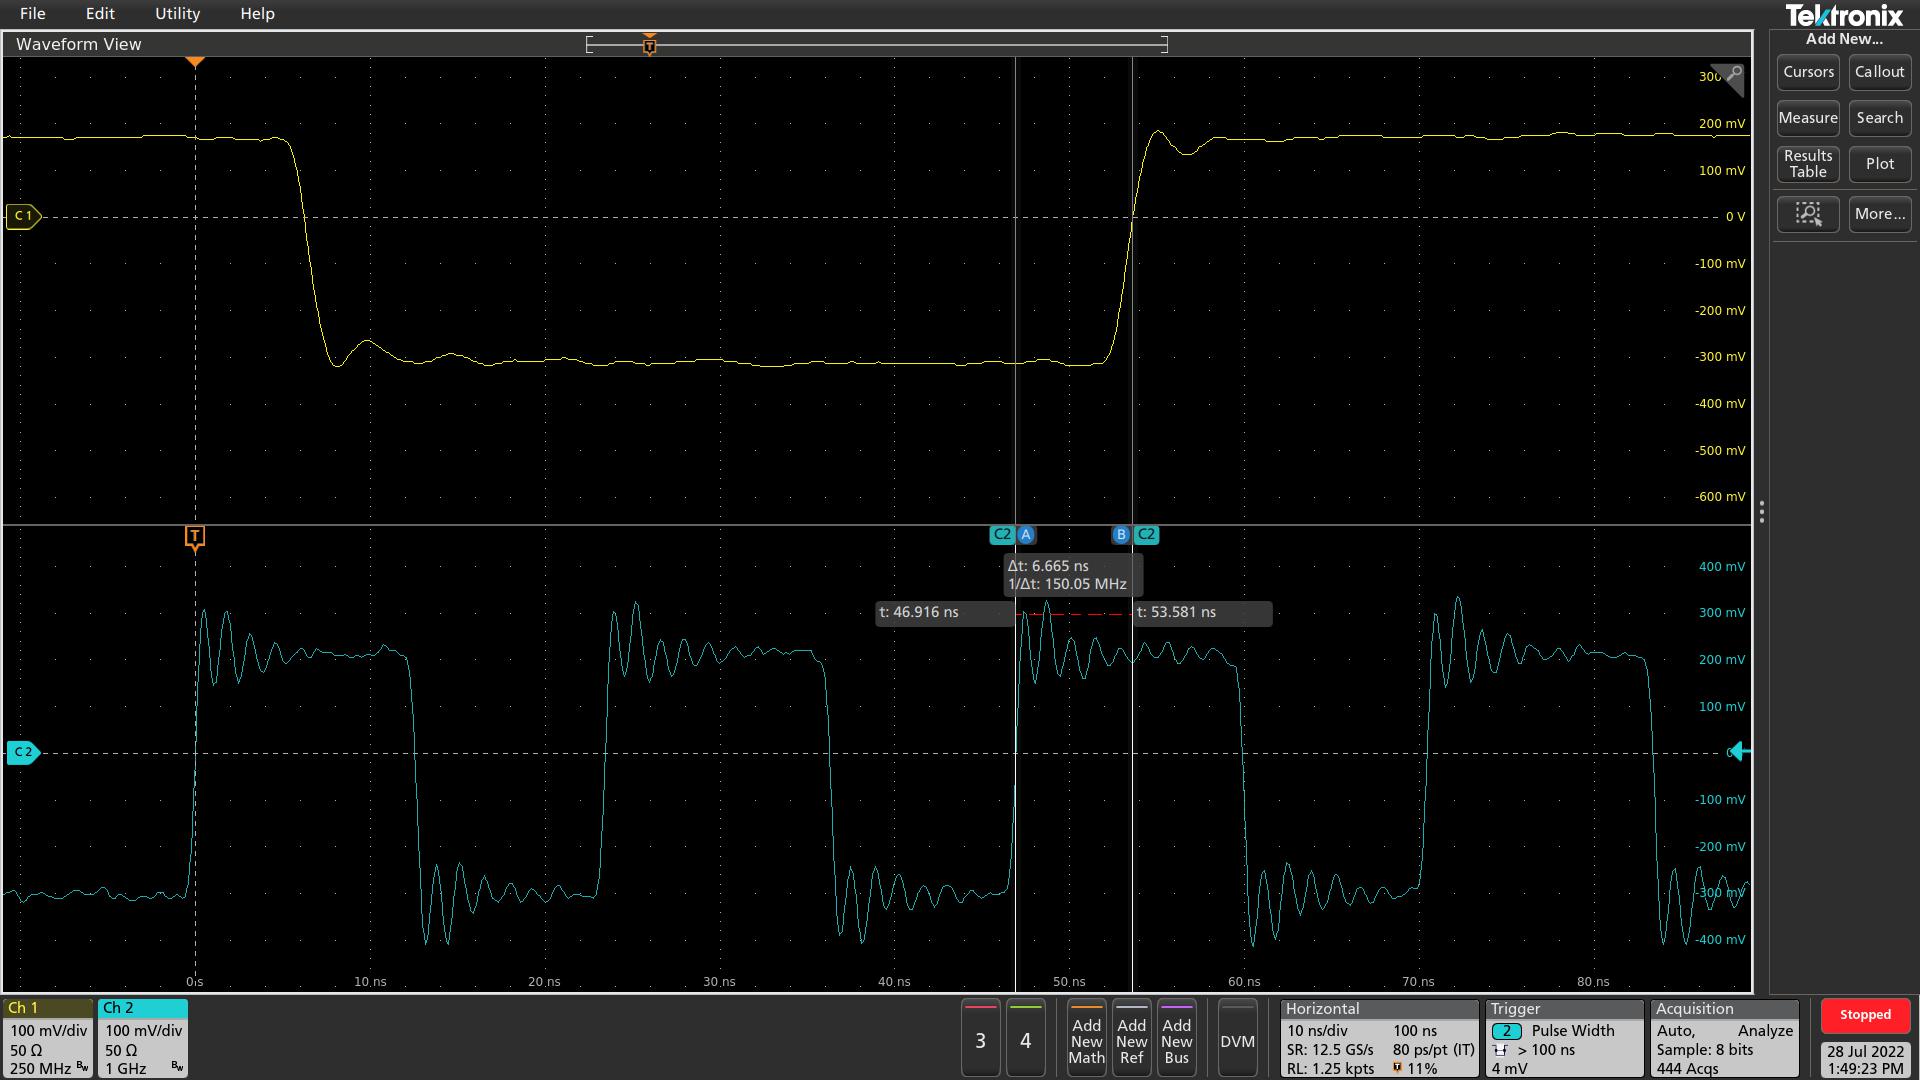 File Edit Utility Help
Tektronix
Waveform View
Add New...
T
Cursors Callout
Measure Search
Results Table Plot
More...
300
200 mV
100 mV
C 1
0 V
-100 mV
-200 mV
-300 mV
-400 mV
-500 mV
-600 mV
T
C2 A B C2
Δt: 6.665 ns
1/Δt: 150.05 MHz
t: 46.916 ns t: 53.581 ns
400 mV
300 mV
200 mV
100 mV
C 2
-100 mV
-200 mV
-300 mV
-400 mV
0 s 10 ns 20 ns 30 ns 40 ns 50 ns 60 ns 70 ns 80 ns
Ch 1
100 mV/div
50 Ω
250 MHz Bw
Ch 2
100 mV/div
50 Ω
1 GHz Bw
3
4
Add
New
Math
Add
New
Ref
Add
New
Bus
DVM
Horizontal
10 ns/div 100 ns
SR: 12.5 GS/s 80 ps/pt (IT)
RL: 1.25 kpts T 11%
Trigger
2 Pulse Width
> 100 ns
4 mV
Acquisition
Auto, Analyze
Sample: 8 bits
444 Acqs
Stopped
28 Jul 2022
1:49:23 PM